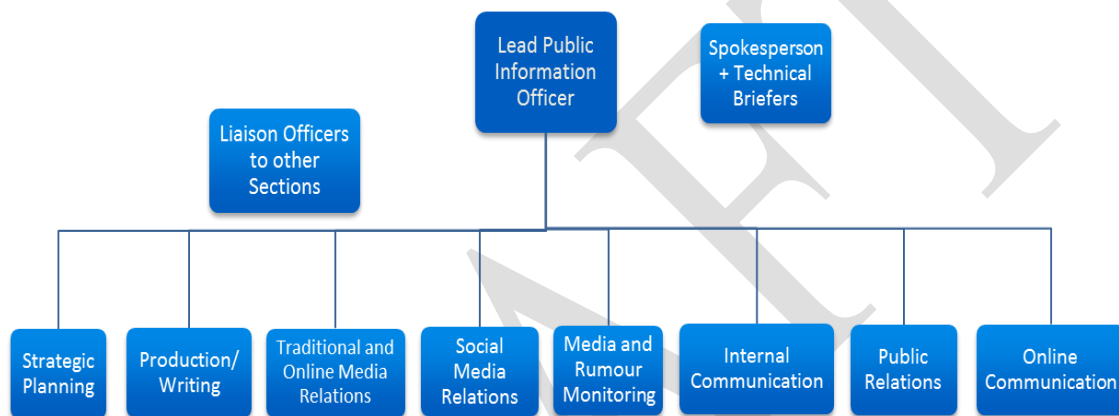 Lead Public
Information
Officer
Spokesperson
+ Technical
Briefers
Liaison Officers
to other
Sections
Strategic
Planning
Production/
Writing
Traditional and
Online Media
Relations
Social
Media
Relations
Media and
Rumour
Monitoring
Internal
Communication
Public
Relations
Online
Communication
AFT